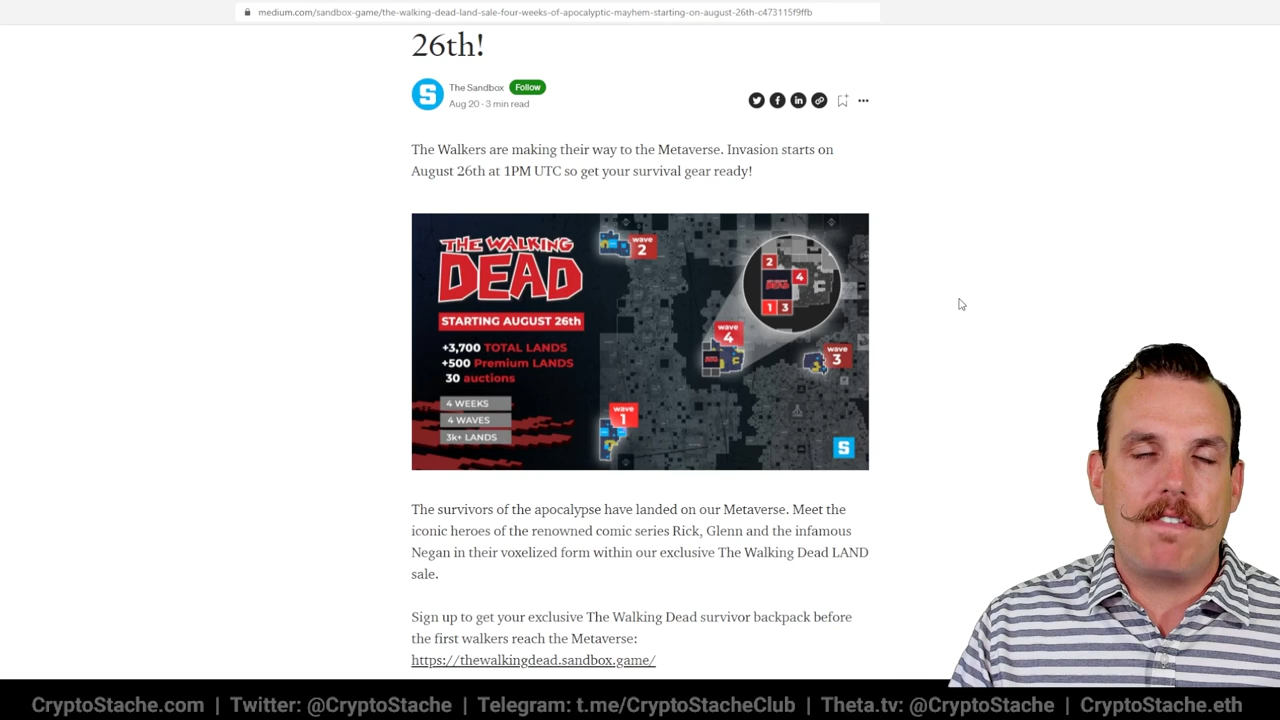 medium.com/sandbox-game/the-walking-dead-land-sale-four-weeks-of-apocalyptic-mayhem-starting-on-august-26th-c473115f9ffb
26th!
S
The Sandbox Follow
Aug 20 · 3 min read
The Walkers are making their way to the Metaverse. Invasion starts on
August 26th at 1PM UTC so get your survival gear ready!
THE WALKING
DEAD
STARTING AUGUST 26th
+3,700 TOTAL LANDS
+500 Premium LANDS
30 auctions
4 WEEKS
4 WAVES
3k+ LANDS
wave
2
2
4
1 3
wave
4
wave
3
wave
1
S
The survivors of the apocalypse have landed on our Metaverse. Meet the
iconic heroes of the renowned comic series Rick, Glenn and the infamous
Negan in their voxelized form within our exclusive The Walking Dead LAND
sale.
Sign up to get your exclusive The Walking Dead survivor backpack before
the first walkers reach the Metaverse:
https://thewalkingdead.sandbox.game/
CryptoStache.com | Twitter: @CryptoStache | Telegram: t.me/CryptoStacheClub | Theta.tv: @CryptoStache | CryptoStache.eth